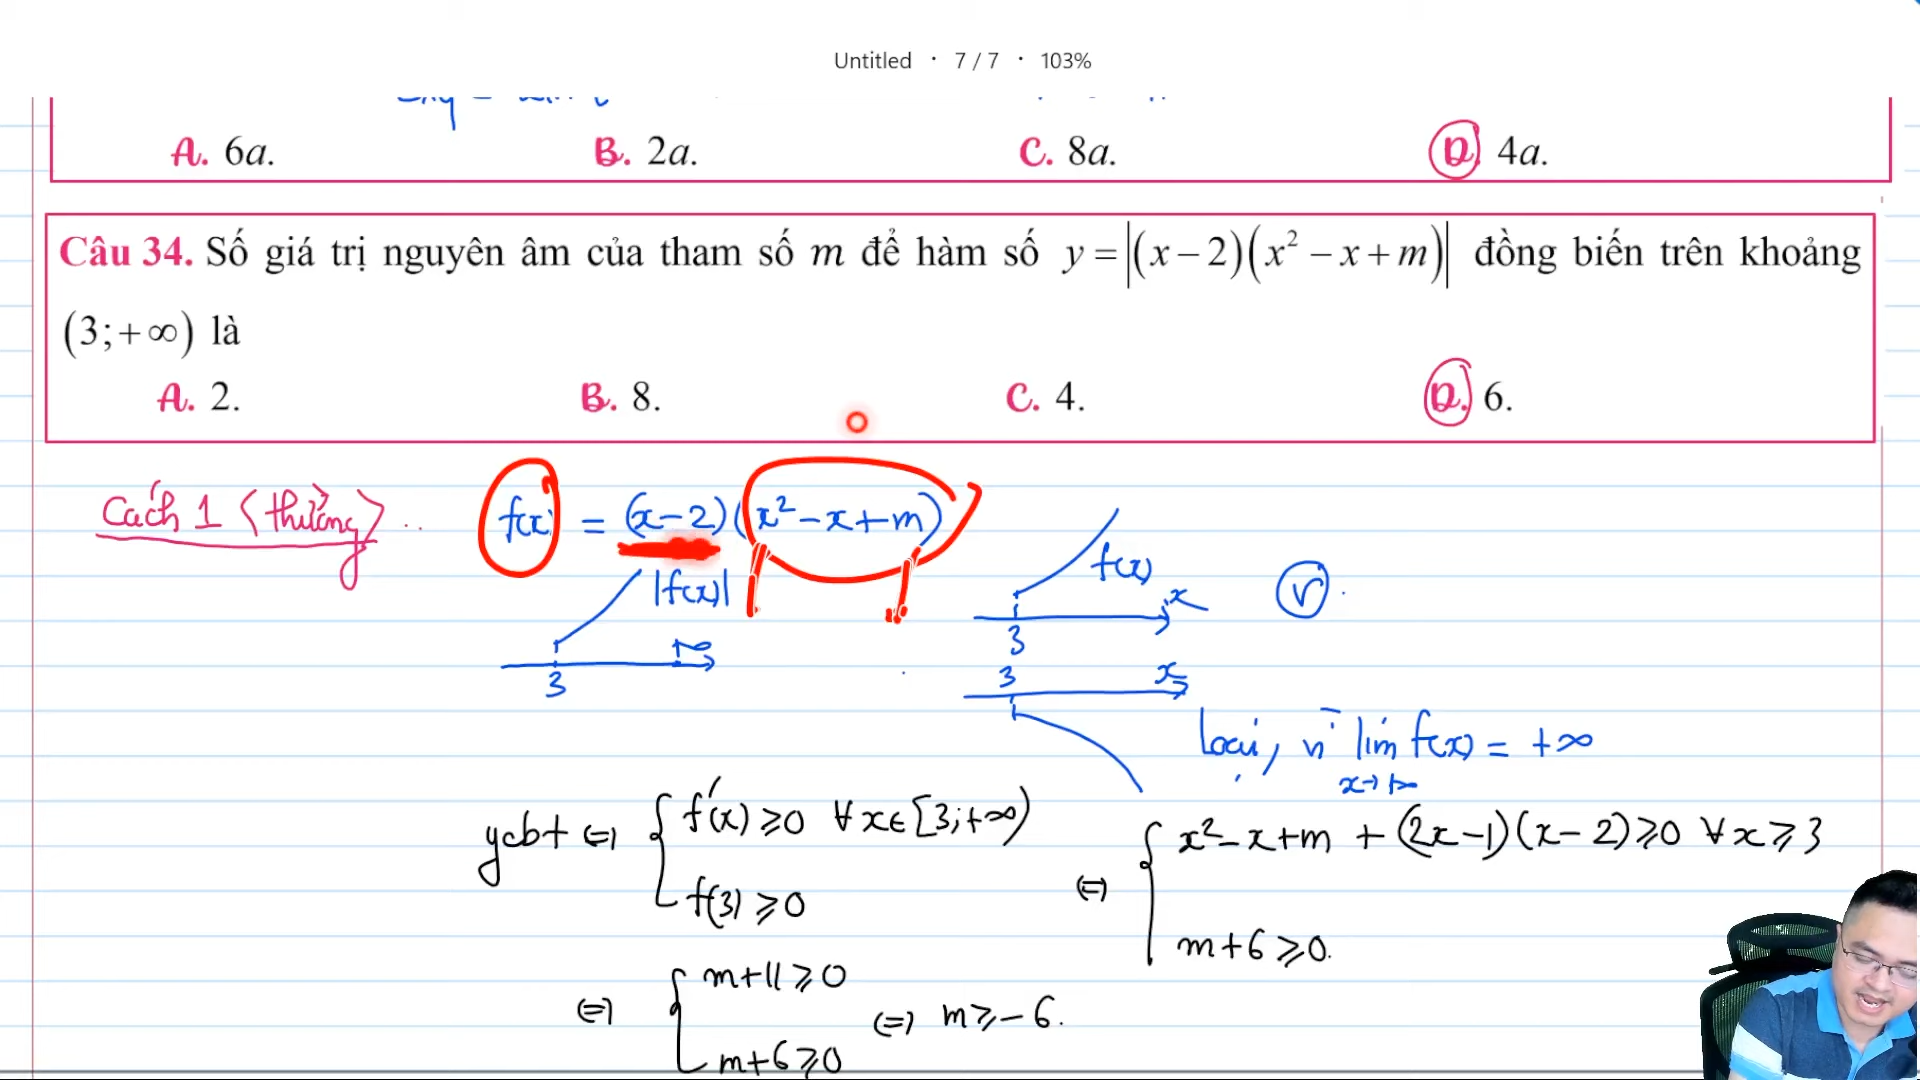 Untitled · 7 / 7 · 103%
A. 6a. B. 2a. C. 8a. D. 4a.
Câu 34. Số giá trị nguyên âm của tham số m để hàm số y = |(x − 2)(x² − x + m)| đồng biến trên khoảng
(3; + ∞) là
A. 2. B. 8. C. 4. D. 6.
Cách 1 < thường > ..
f(x) = (x−2)(x²−x+m)
|f(x)|
3 +∞
f(x)
x
3
V
3 x
loại, vì lim f(x) = +∞
x→+∞
ycbt ⇔ { f'(x) ≥ 0 ∀x∈[3;+∞)
f(3) ≥ 0
⇔ { x²−x+m + (2x−1)(x−2) ≥ 0 ∀x ≥ 3
m+6 ≥ 0.
⇔ { m+11 ≥ 0
m+6 ≥ 0
⇔ m ≥ −6.